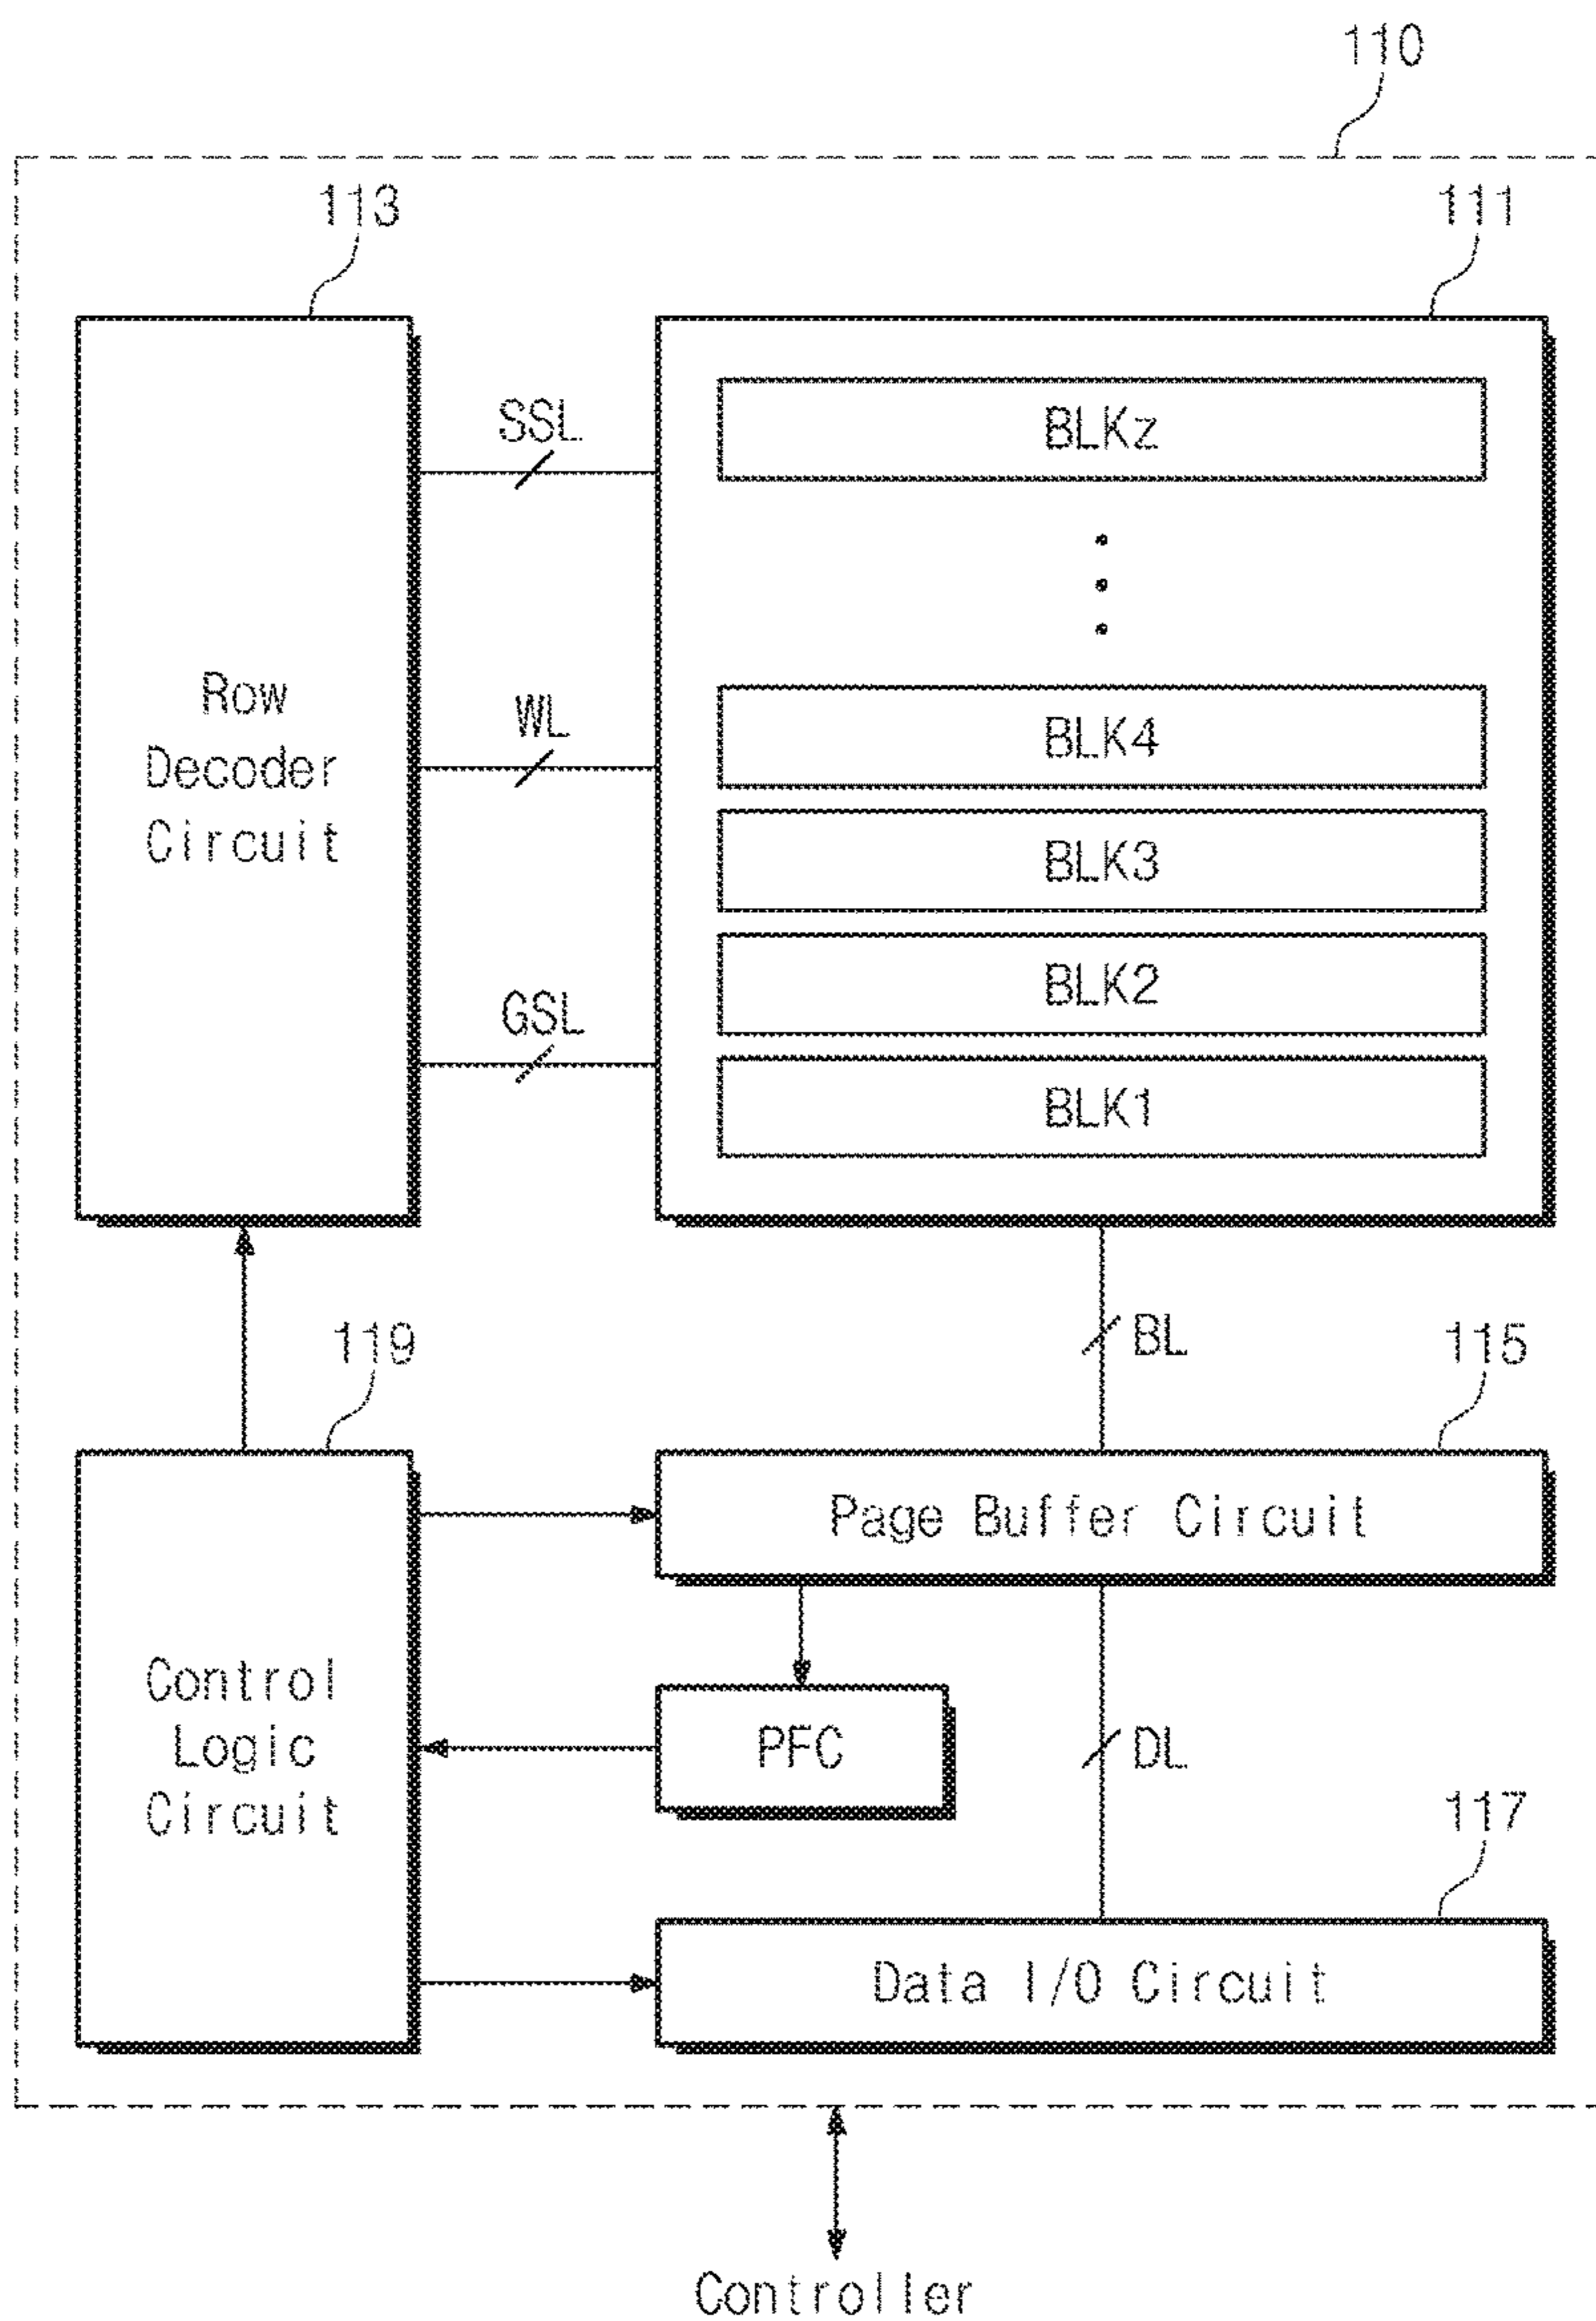 110
113
111
SSL
BLKz
Row
Decoder
Circuit
WL
BLK4
BLK3
BLK2
GSL
BLK1
BL
119
115
Page Buffer Circuit
Control
Logic
Circuit
PFC
DL
117
Data I/O Circuit
Controller